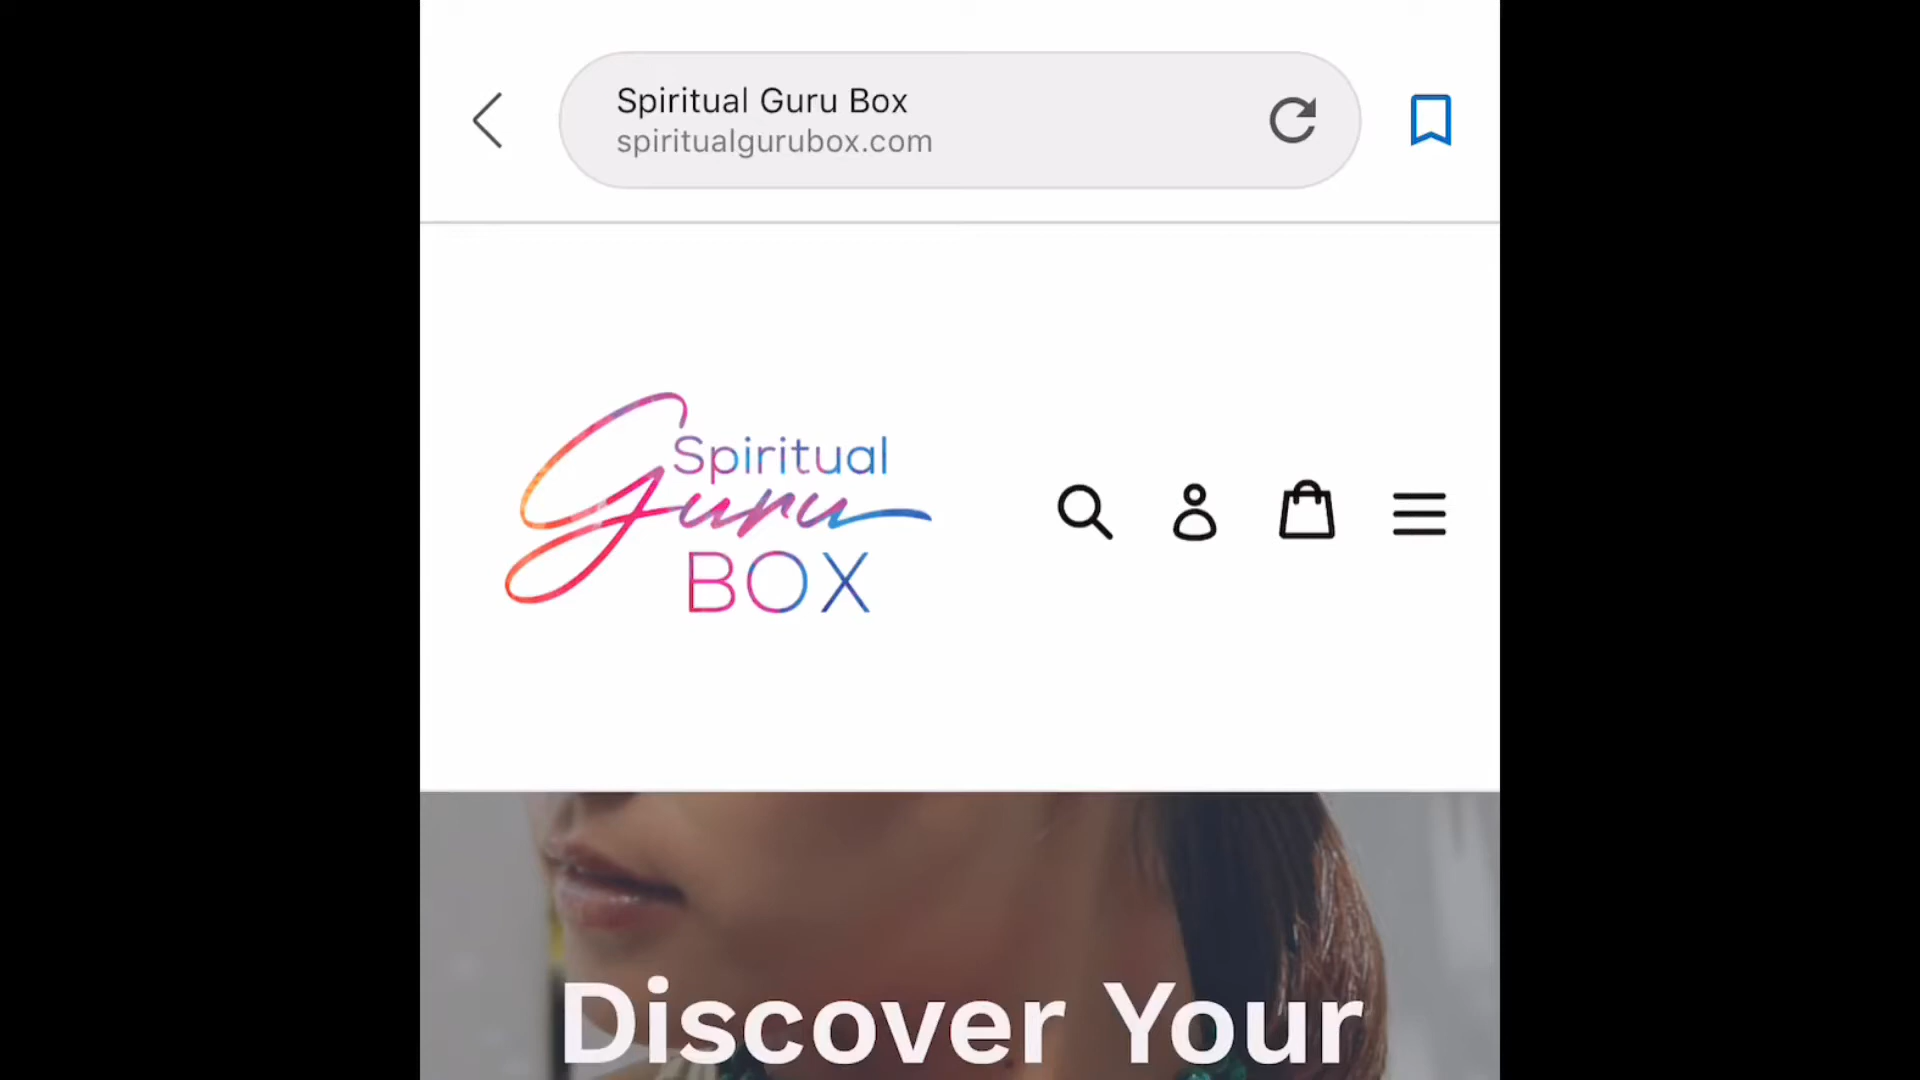 Spiritual Guru Box
spiritualgurubox.com
Spiritual
Guru
BOX
Discover Your